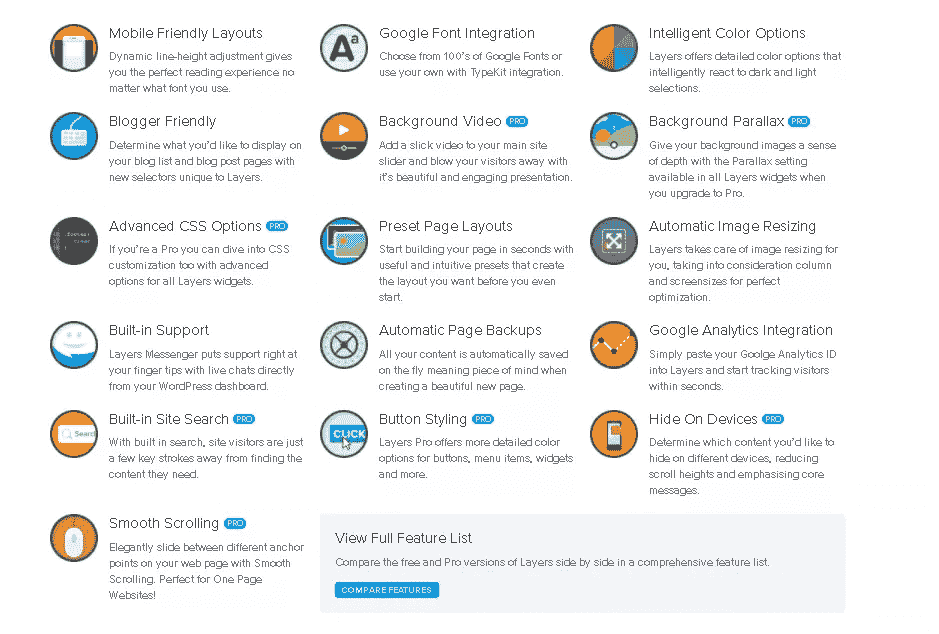 Mobile Friendly Layouts
Dynamic line-height adjustment gives
you the perfect reading experience no
matter what font you use.
Aa
Google Font Integration
Choose from 100's of Google Fonts or
use your own with TypeKit integration.
Intelligent Color Options
Layers offers detailed color options that
intelligently react to dark and light
selections.
Blogger Friendly
Determine what you'd like to display on
your blog list and blog post pages with
new selectors unique to Layers.
Background Video PRO
Add a slick video to your main site
slider and blow your visitors away with
it's beautiful and engaging presentation.
Background Parallax PRO
Give your background images a sense
of depth with the Parallax setting
available in all Layers widgets when
you upgrade to Pro.
Advanced CSS Options PRO
If you're a Pro you can dive into CSS
customization too with advanced
options for all Layers widgets.
Preset Page Layouts
Start building your page in seconds with
useful and intuitive presets that create
the layout you want before you even
start.
Automatic Image Resizing
Layers takes care of image resizing for
you, taking into consideration column
and screensizes for perfect
optimization.
Built-in Support
Layers Messenger puts support right at
your finger tips with live chats directly
from your WordPress dashboard.
Automatic Page Backups
All your content is automatically saved
on the fly meaning piece of mind when
creating a beautiful new page.
Google Analytics Integration
Simply paste your Goolge Analytics ID
into Layers and start tracking visitors
within seconds.
Search
Built-in Site Search PRO
With built in search, site visitors are just
a few key strokes away from finding the
content they need.
CLICK
Button Styling PRO
Layers Pro offers more detailed color
options for buttons, menu items, widgets
and more.
Hide On Devices PRO
Determine which content you'd like to
hide on different devices, reducing
scroll heights and emphasising core
messages.
Smooth Scrolling PRO
Elegantly slide between different anchor
points on your web page with Smooth
Scrolling. Perfect for One Page
Websites!
View Full Feature List
Compare the free and Pro versions of Layers side by side in a comprehensive feature list.
COMPARE FEATURES